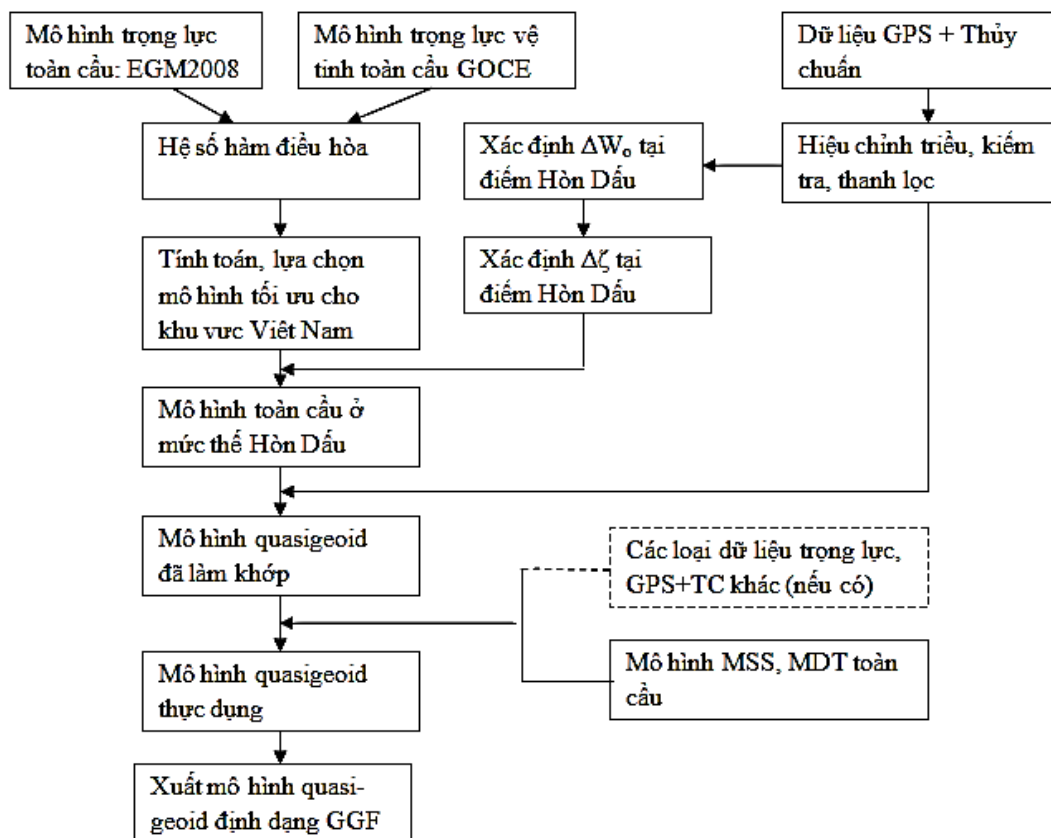 Mô hình trọng lực
toàn cầu: EGM2008
Mô hình trọng lực vệ
tinh toàn cầu GOCE
Dữ liệu GPS + Thủy
chuẩn
Hệ số hàm điều hòa
Xác định ΔWₒ tại
điểm Hòn Dấu
Hiệu chỉnh triều, kiểm
tra, thanh lọc
Tính toán, lựa chọn
mô hình tối ưu cho
khu vực Việt Nam
Xác định Δζ tại
điểm Hòn Dấu
Mô hình toàn cầu ở
mức thế Hòn Dấu
Mô hình quasigeoid
đã làm khớp
Các loại dữ liệu trọng lực,
GPS+TC khác (nếu có)
Mô hình MSS, MDT toàn
cầu
Mô hình quasigeoid
thực dụng
Xuất mô hình quasi-
geoid định dạng GGF